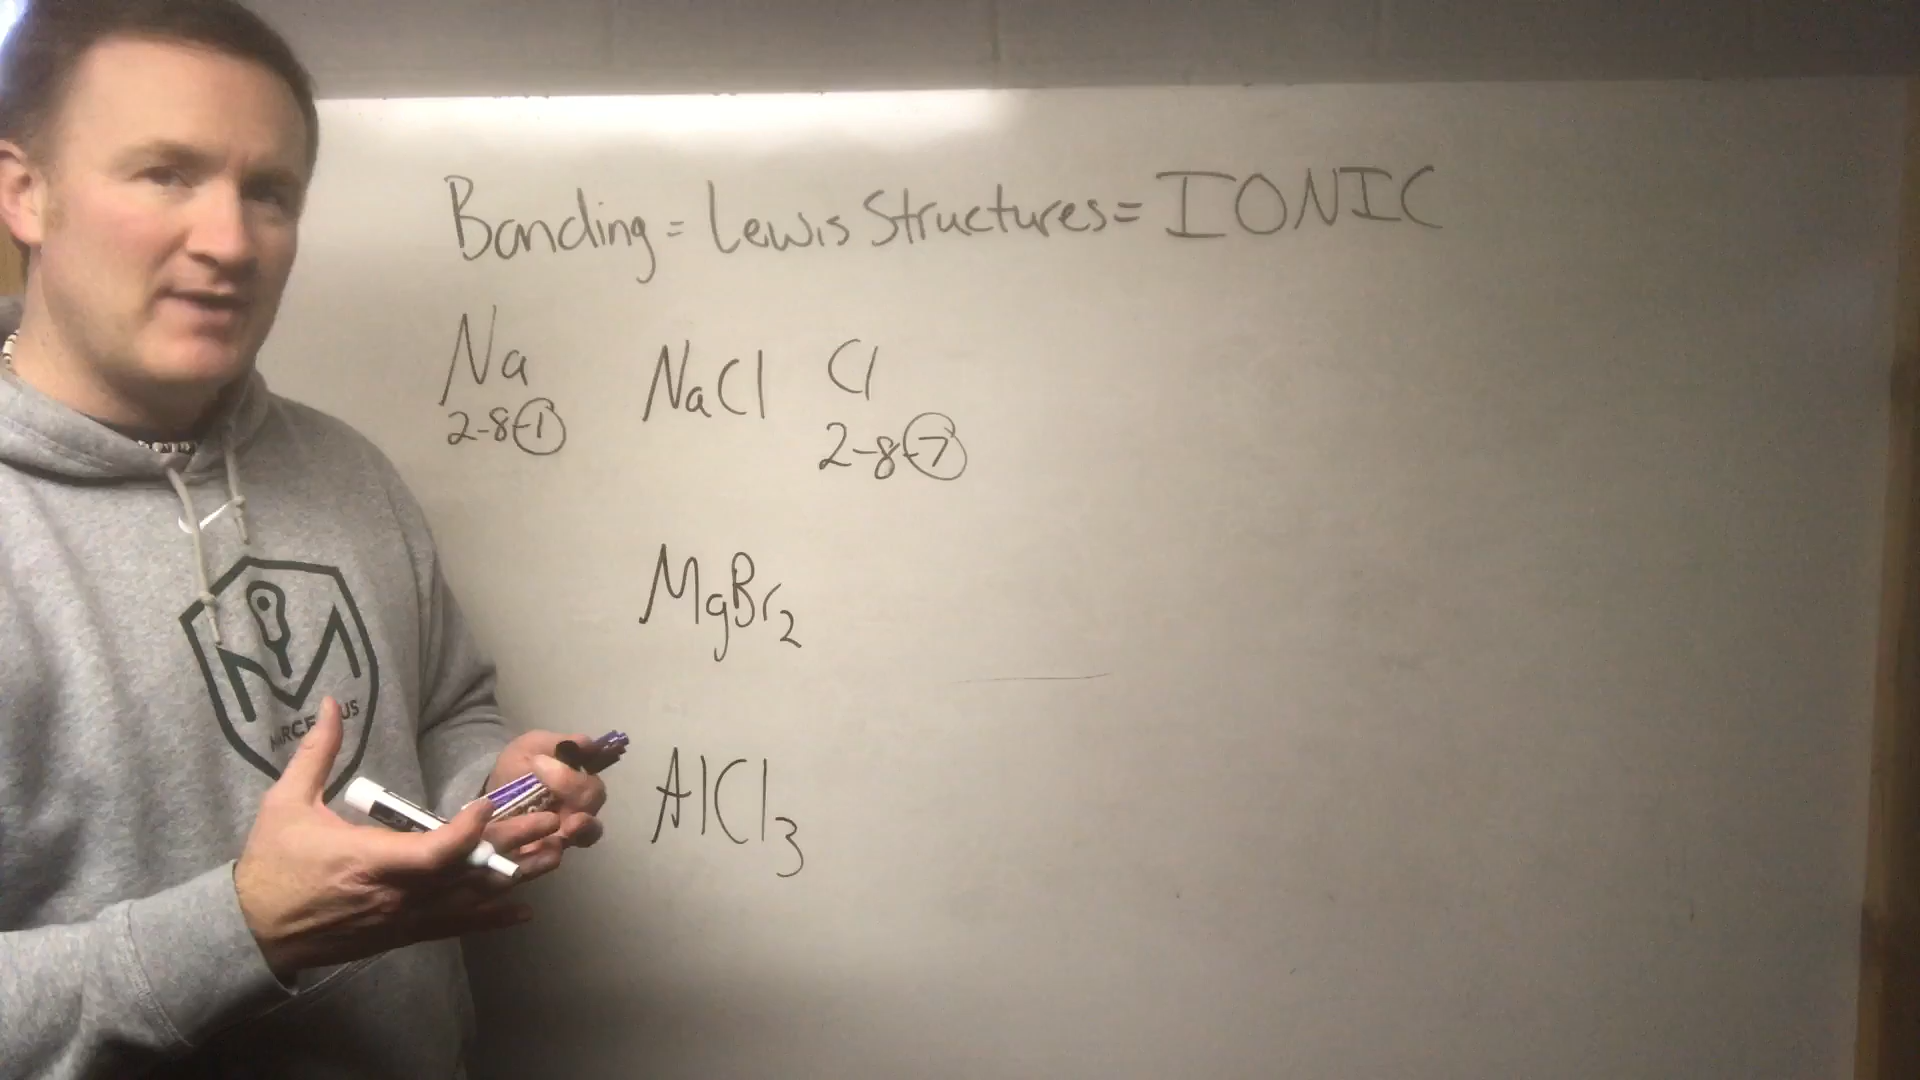 Bonding = Lewis Structures = IONIC
Na NaCl Cl
2-8-1 2-8-7
MgBr2
AlCl3